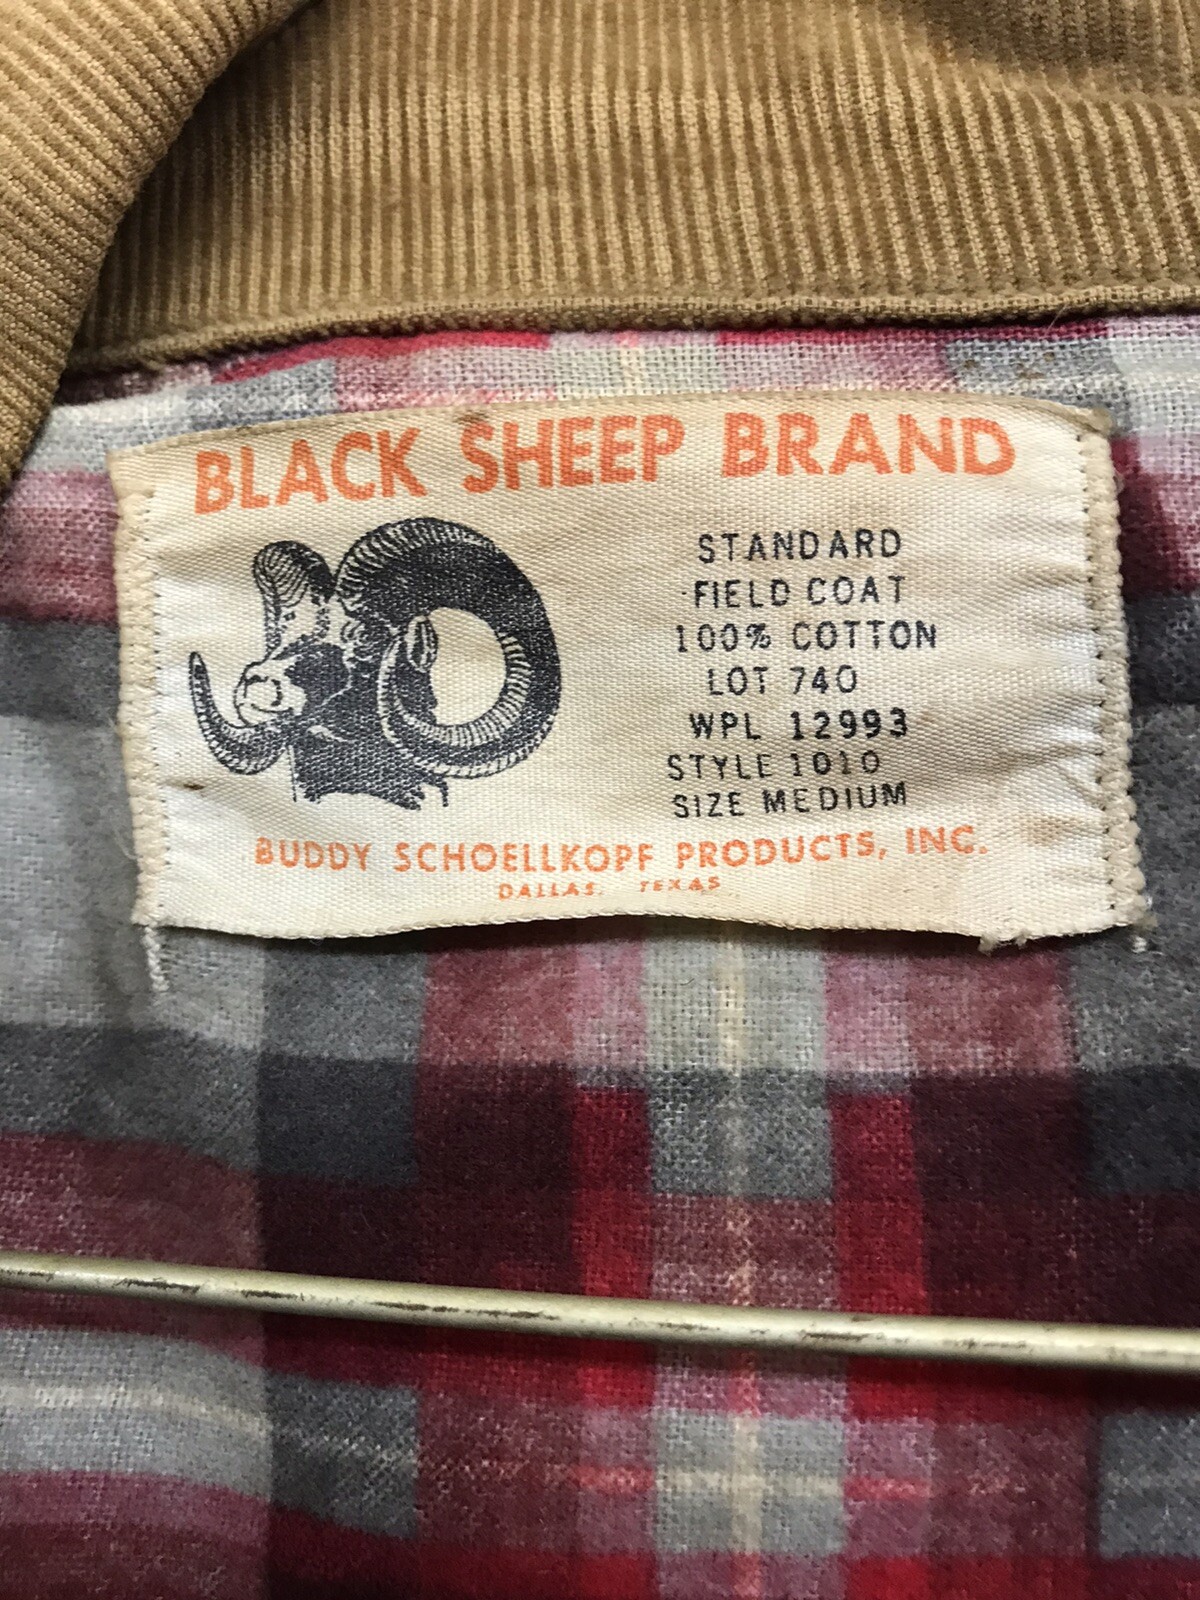 BLACK SHEEP BRAND
STANDARD
FIELD COAT
100% COTTON
LOT 740
WPL 12993
STYLE 1010
SIZE MEDIUM
BUDDY SCHOELLKOPF PRODUCTS, INC.
DALLAS, TEXAS